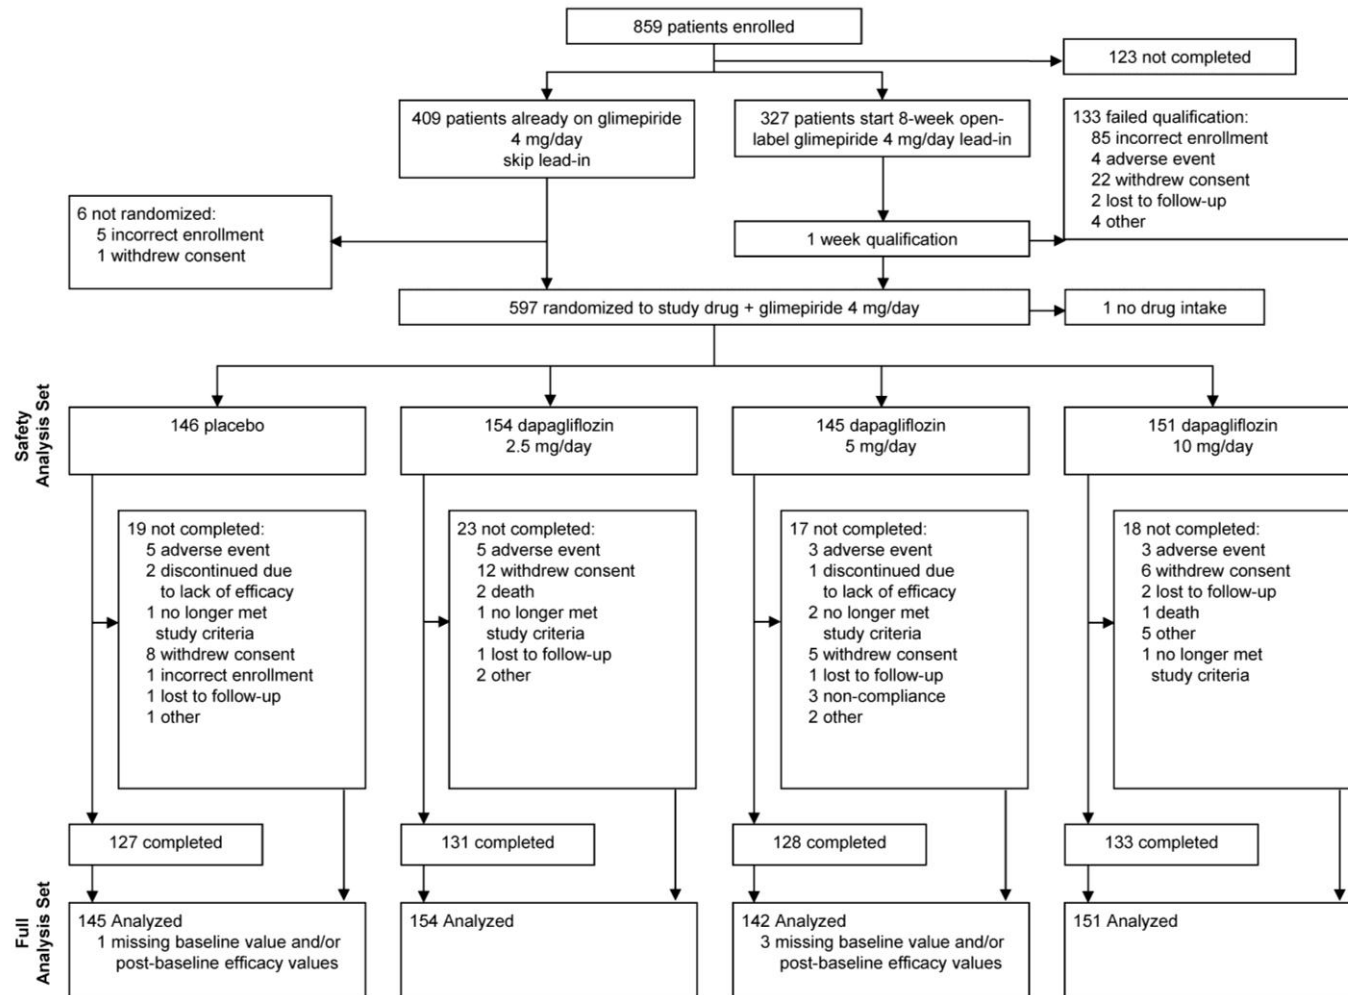 859 patients enrolled
123 not completed
409 patients already on glimepiride
4 mg/day
skip lead-in
327 patients start 8-week open-
label glimepiride 4 mg/day lead-in
133 failed qualification:
85 incorrect enrollment
4 adverse event
22 withdrew consent
2 lost to follow-up
4 other
6 not randomized:
5 incorrect enrollment
1 withdrew consent
1 week qualification
597 randomized to study drug + glimepiride 4 mg/day
1 no drug intake
Safety
Analysis Set
146 placebo
154 dapagliflozin
2.5 mg/day
145 dapagliflozin
5 mg/day
151 dapagliflozin
10 mg/day
19 not completed:
5 adverse event
2 discontinued due
to lack of efficacy
1 no longer met
study criteria
8 withdrew consent
1 incorrect enrollment
1 lost to follow-up
1 other
23 not completed:
5 adverse event
12 withdrew consent
2 death
1 no longer met
study criteria
1 lost to follow-up
2 other
17 not completed:
3 adverse event
1 discontinued due
to lack of efficacy
2 no longer met
study criteria
5 withdrew consent
1 lost to follow-up
3 non-compliance
2 other
18 not completed:
3 adverse event
6 withdrew consent
2 lost to follow-up
1 death
5 other
1 no longer met
study criteria
127 completed
131 completed
128 completed
133 completed
Full
Analysis Set
145 Analyzed
1 missing baseline value and/or
post-baseline efficacy values
154 Analyzed
142 Analyzed
3 missing baseline value and/or
post-baseline efficacy values
151 Analyzed